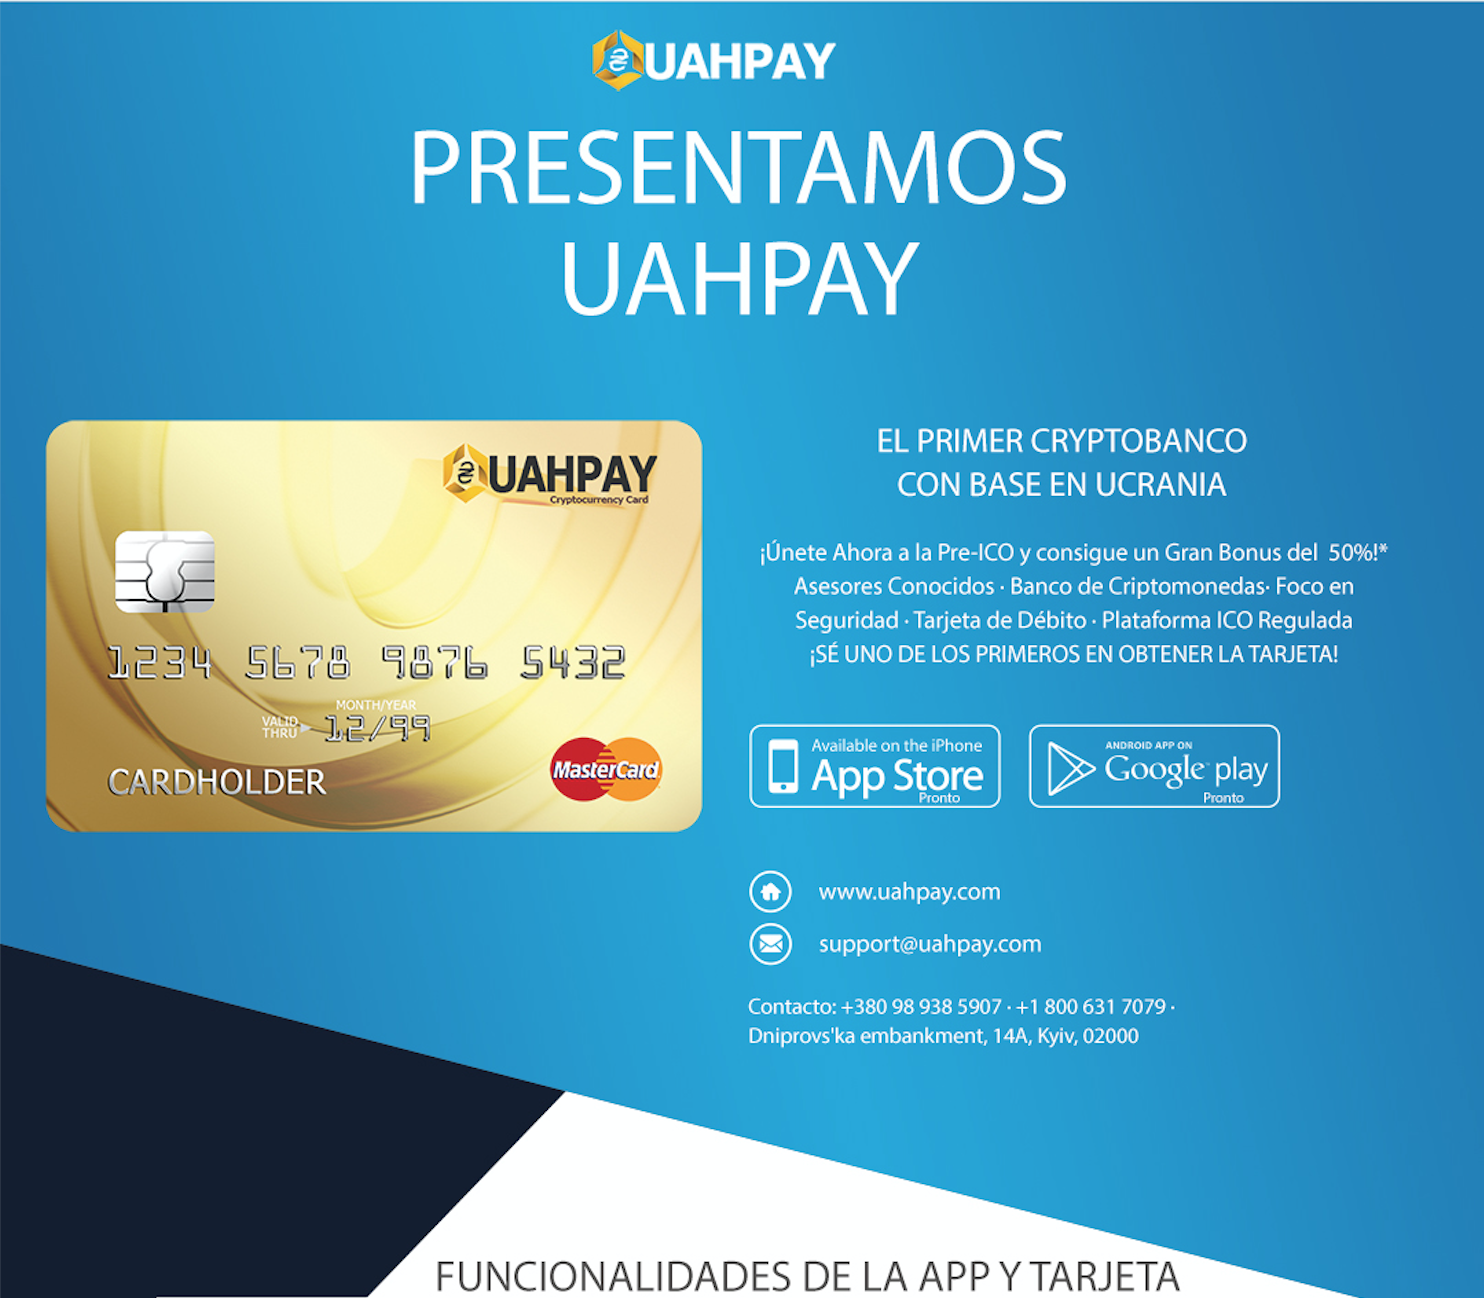 UAHPAY
PRESENTAMOS
UAHPAY
UAHPAY
Cryptocurrency Card
1234 5678 9876 5432
MONTH/YEAR
VALID
THRU
12/99
CARDHOLDER
MasterCard
EL PRIMER CRYPTOBANCO
CON BASE EN UCRANIA
¡Únete Ahora a la Pre-ICO y consigue un Gran Bonus del 50%!*
Asesores Conocidos · Banco de Criptomonedas· Foco en
Seguridad · Tarjeta de Débito · Plataforma ICO Regulada
¡SÉ UNO DE LOS PRIMEROS EN OBTENER LA TARJETA!
Available on the iPhone
App Store
Pronto
ANDROID APP ON
Google play
Pronto
www.uahpay.com
support@uahpay.com
Contacto: +380 98 938 5907 · +1 800 631 7079 ·
Dniprovs'ka embankment, 14A, Kyiv, 02000
FUNCIONALIDADES DE LA APP Y TARJETA